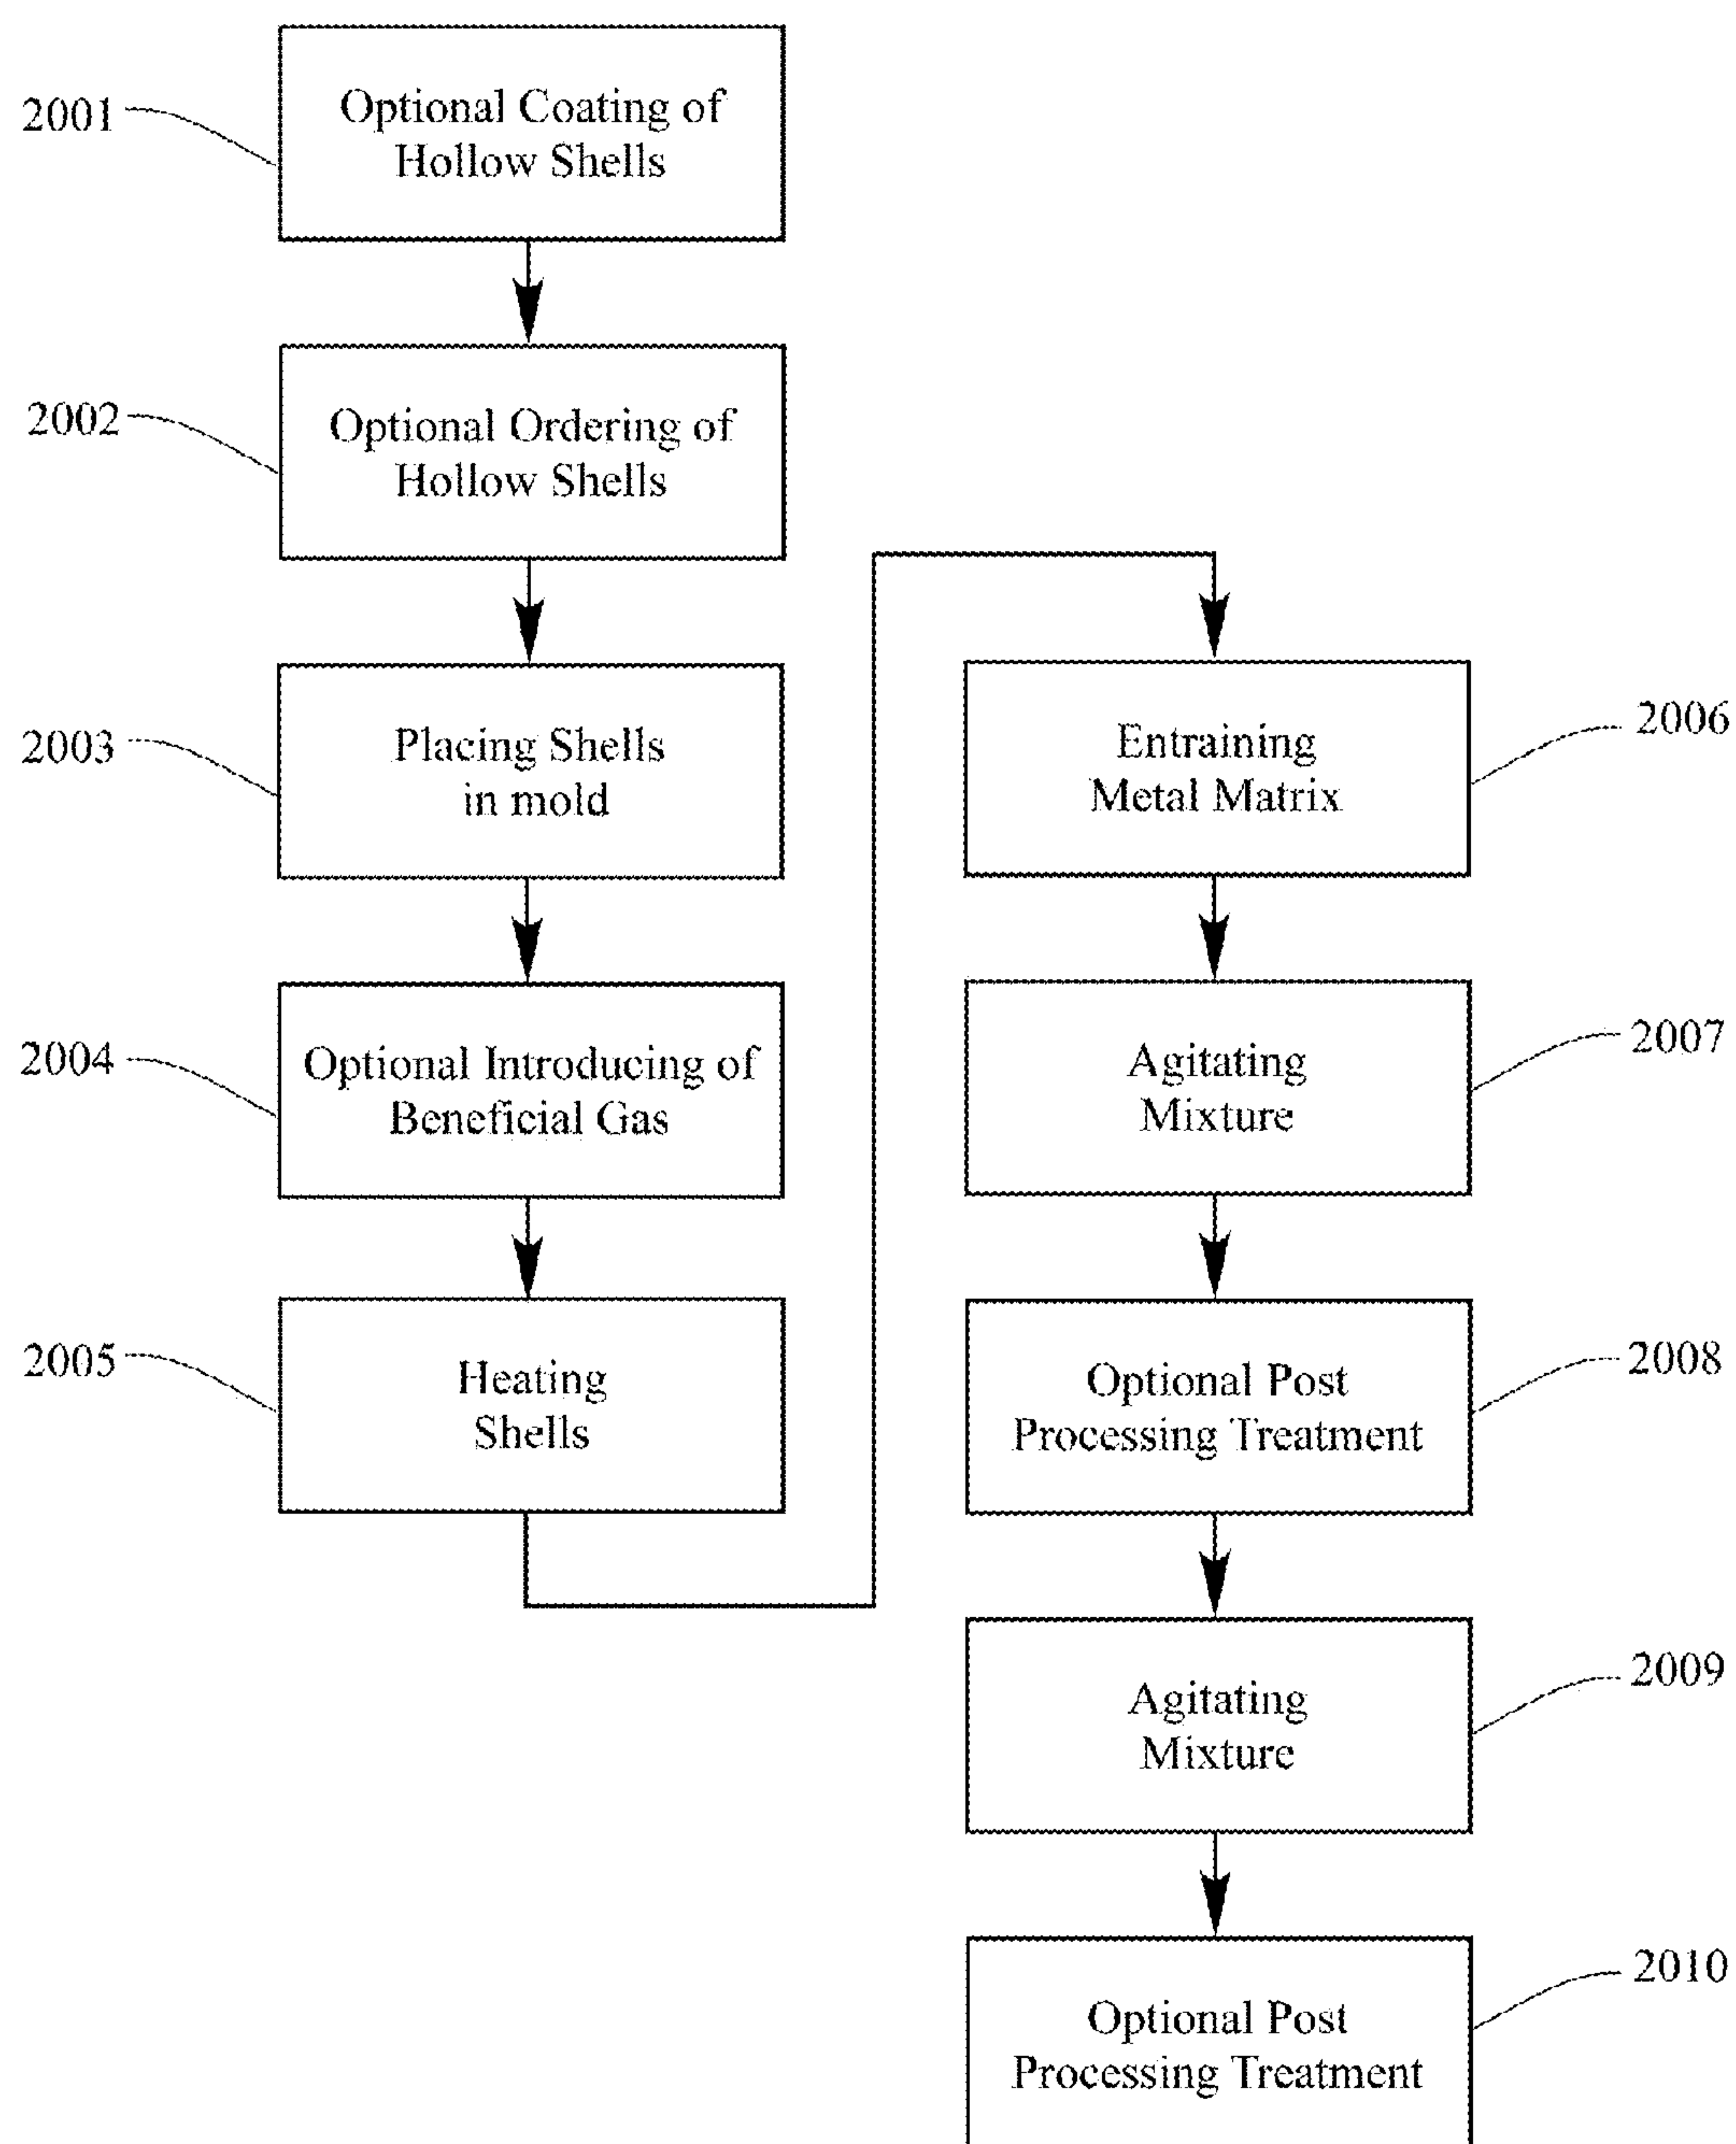 2001
Optional Coating of
Hollow Shells
2002
Optional Ordering of
Hollow Shells
2003
Placing Shells
in mold
2004
Optional Introducing of
Beneficial Gas
2005
Heating
Shells
Entraining
Metal Matrix
2006
Agitating
Mixture
2007
Optional Post
Processing Treatment
2008
Agitating
Mixture
2009
Optional Post
Processing Treatment
2010